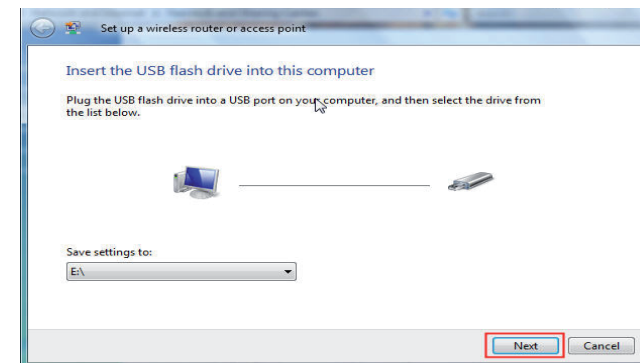 Set up a wireless router or access point
Insert the USB flash drive into this computer
Plug the USB flash drive into a USB port on your computer, and then select the drive from
the list below.
Save settings to:
E:\
Next
Cancel